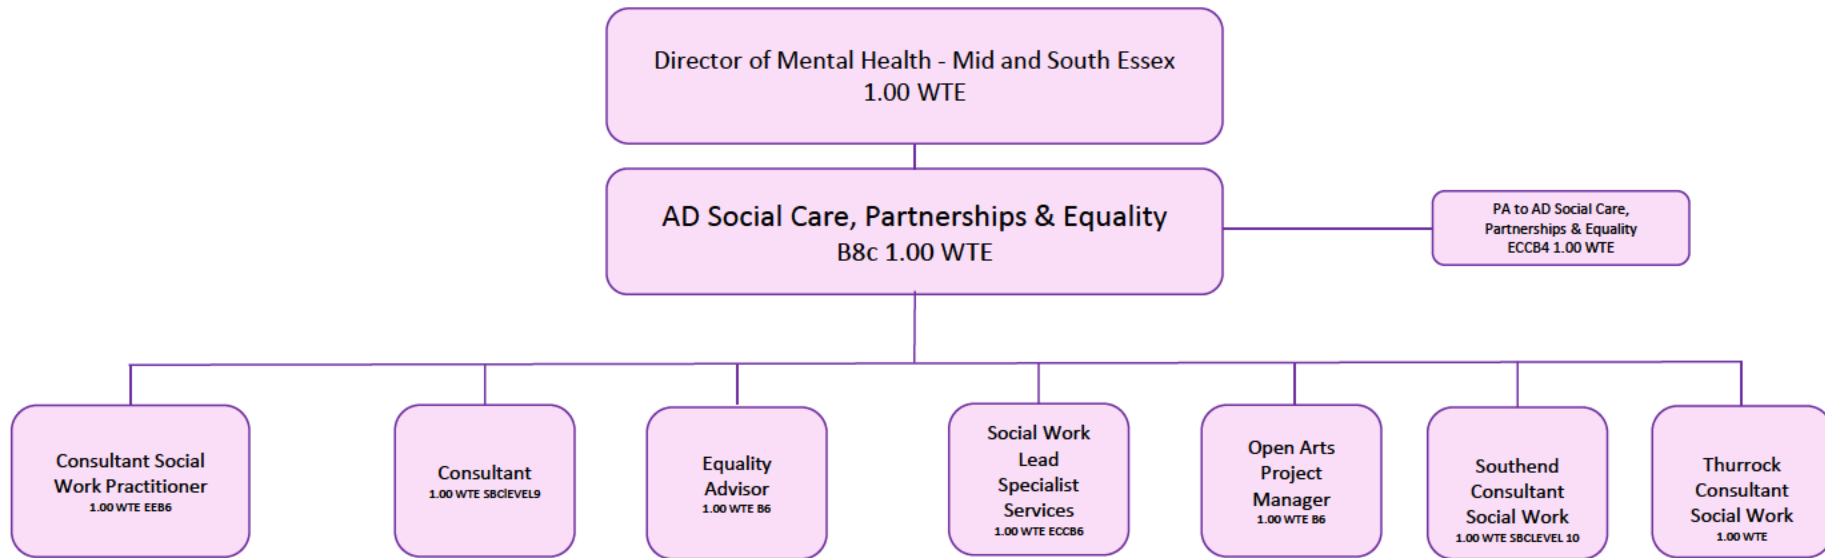 Director of Mental Health - Mid and South Essex
1.00 WTE
AD Social Care, Partnerships & Equality
B8c 1.00 WTE
PA to AD Social Care,
Partnerships & Equality
ECCB4 1.00 WTE
Consultant Social
Work Practitioner
1.00 WTE EEB6
Consultant
1.00 WTE SBClEVEL9
Equality
Advisor
1.00 WTE B6
Social Work
Lead
Specialist
Services
1.00 WTE ECCB6
Open Arts
Project
Manager
1.00 WTE B6
Southend
Consultant
Social Work
1.00 WTE SBCLEVEL 10
Thurrock
Consultant
Social Work
1.00 WTE